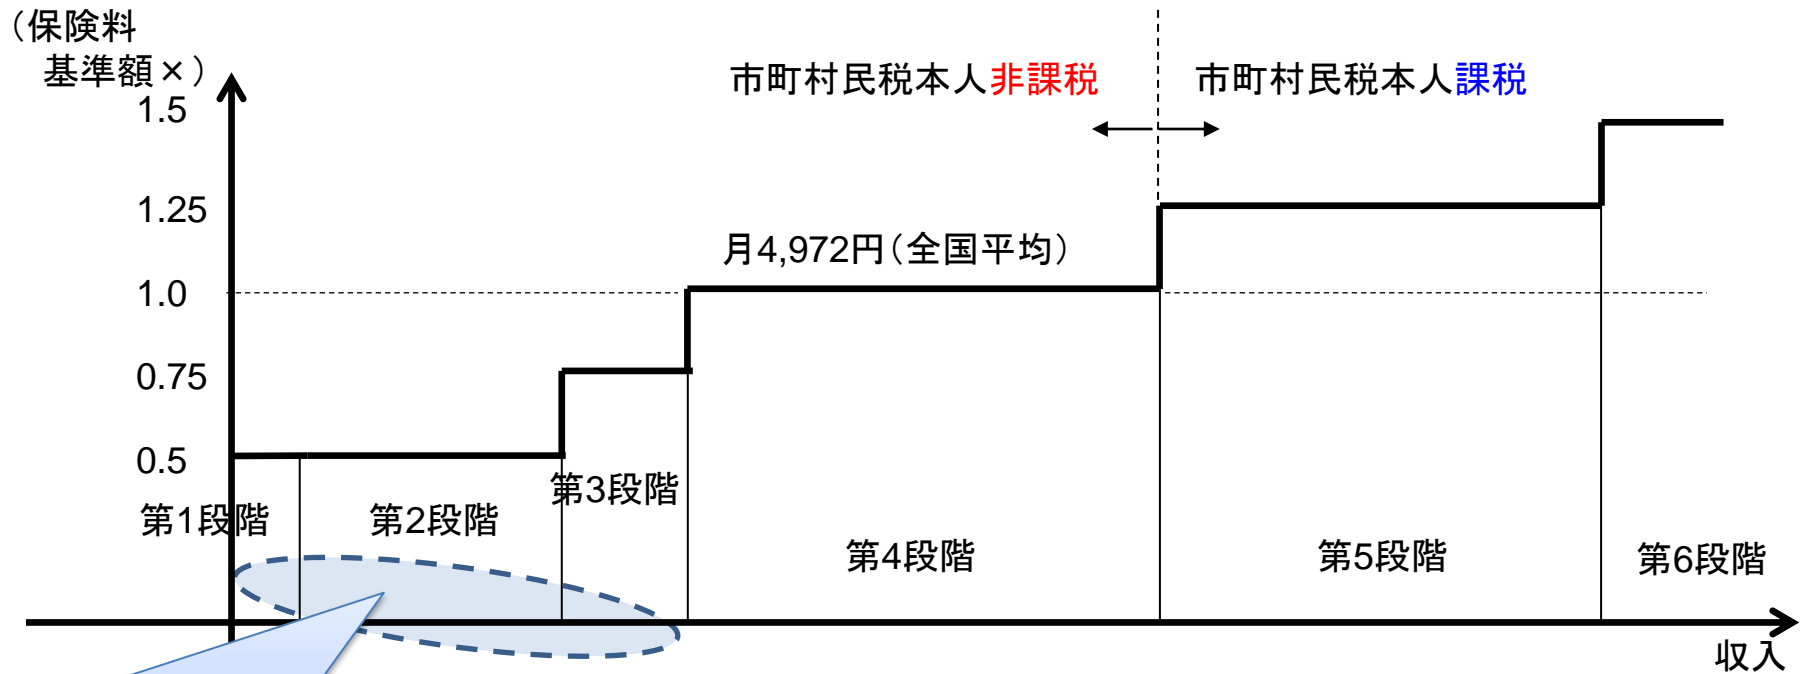 （保険料
基準額×）
市町村民税本人非課税
市町村民税本人課税
1.5
1.25
月4,972円（全国平均）
1.0
0.75
0.5
第1段階
第2段階
第3段階
第4段階
第5段階
第6段階
収入